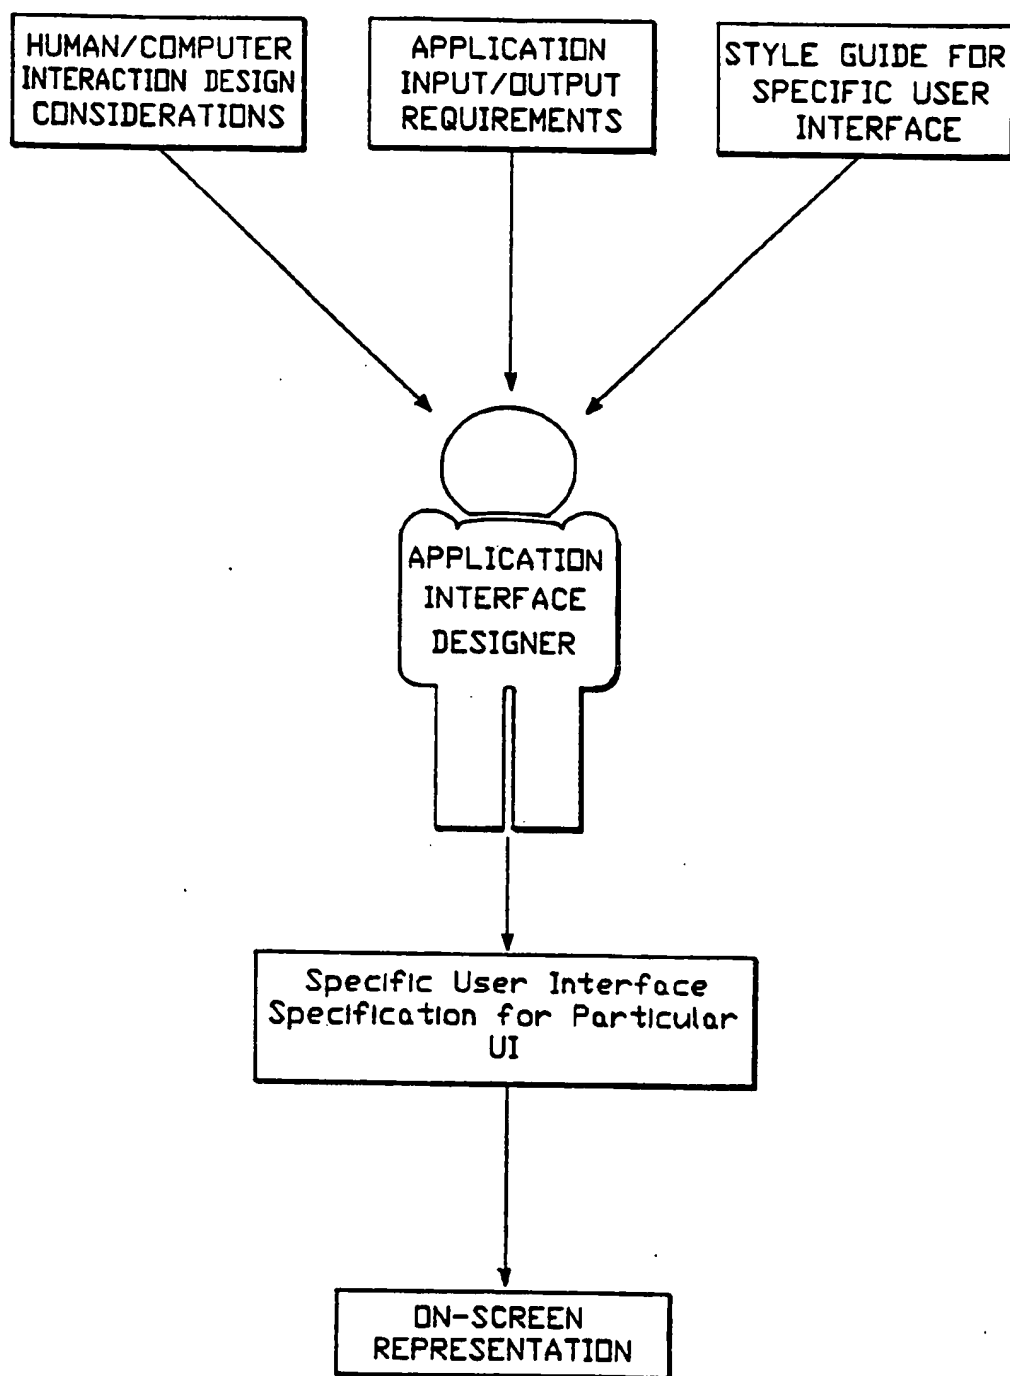 HUMAN/COMPUTER
INTERACTION DESIGN
CONSIDERATIONS
APPLICATION
INPUT/OUTPUT
REQUIREMENTS
STYLE GUIDE FOR
SPECIFIC USER
INTERFACE
APPLICATION
INTERFACE
DESIGNER
Specific User Interface
Specification for Particular
UI
ON-SCREEN
REPRESENTATION